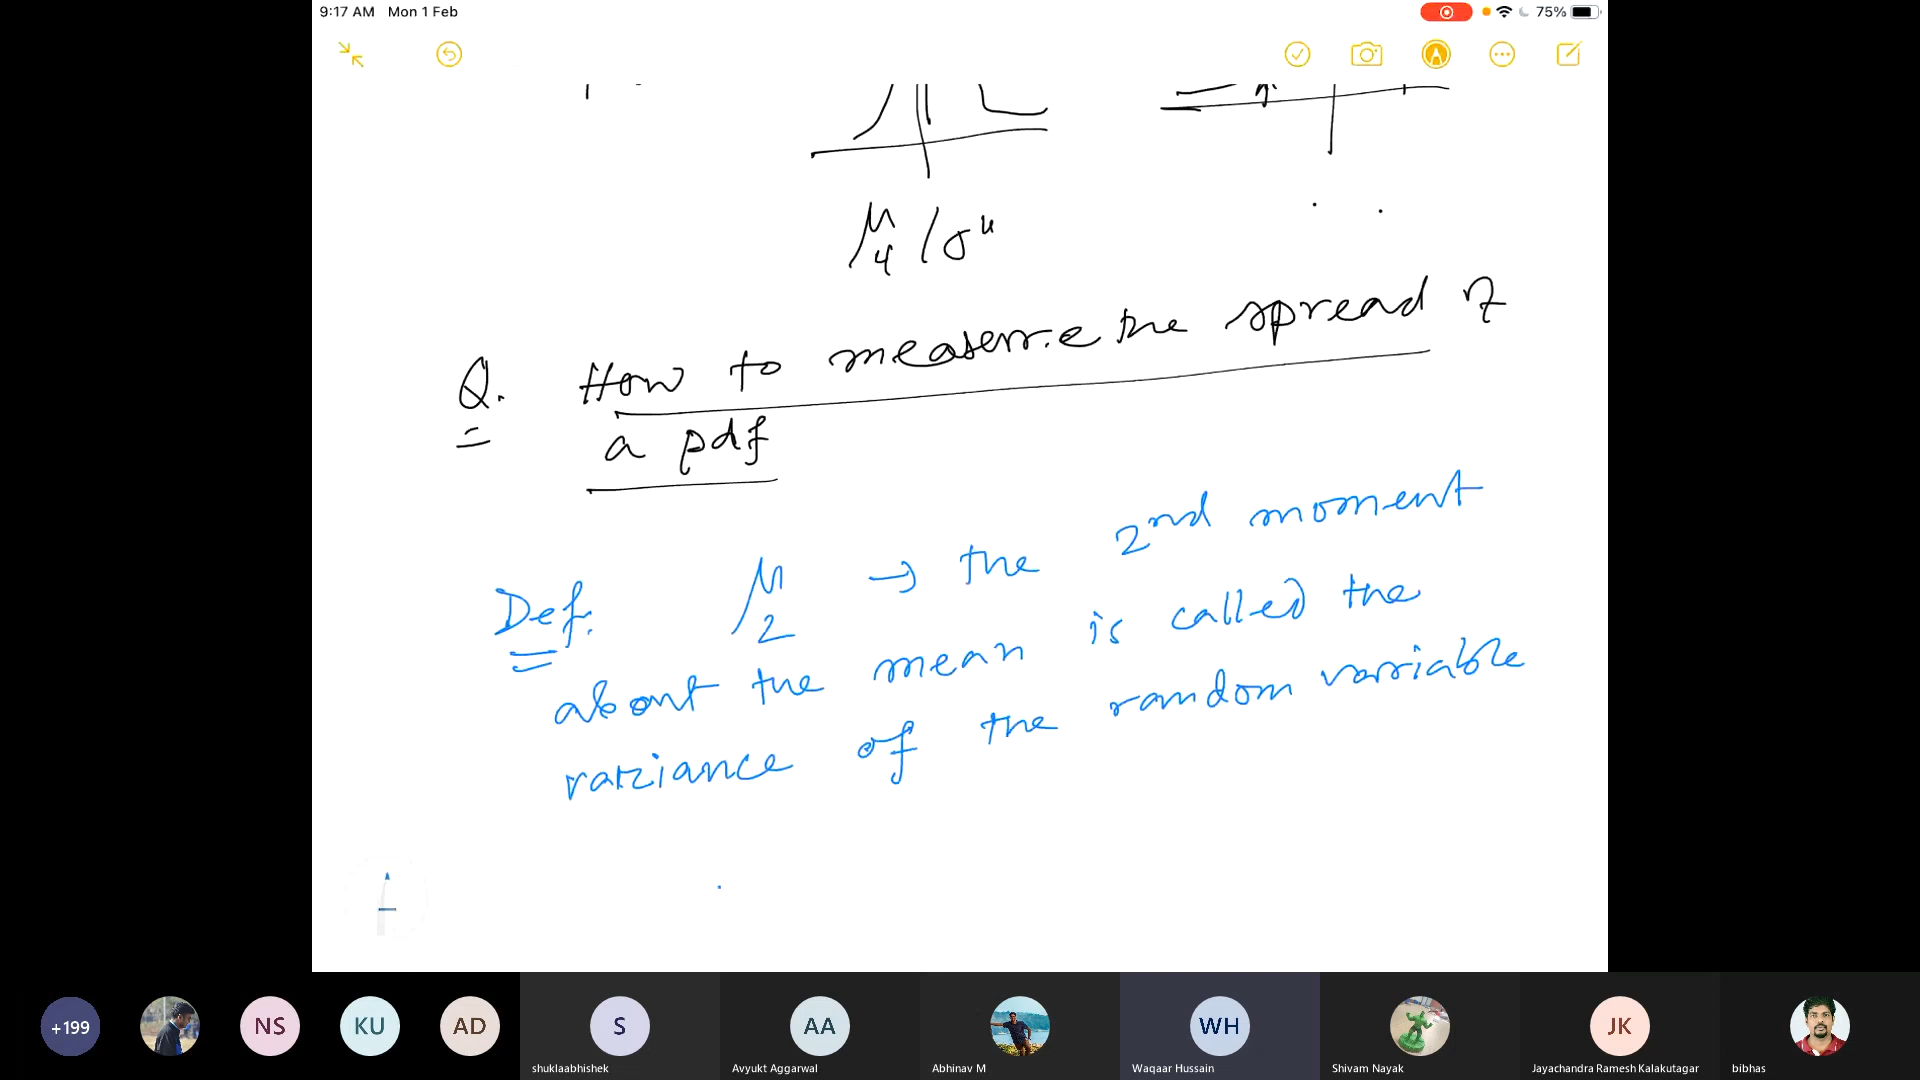 9:17 AM Mon 1 Feb 75%
μ₄/σ⁴
Q. How to measure the spread of
a pdf
Def. μ₂ → the 2nd moment
about the mean is called the
variance of the random variable
+199 NS KU AD S AA WH JK
shuklaabhishek Avyukt Aggarwal Abhinav M Waqaar Hussain Shivam Nayak Jayachandra Ramesh Kalakutagar bibhas